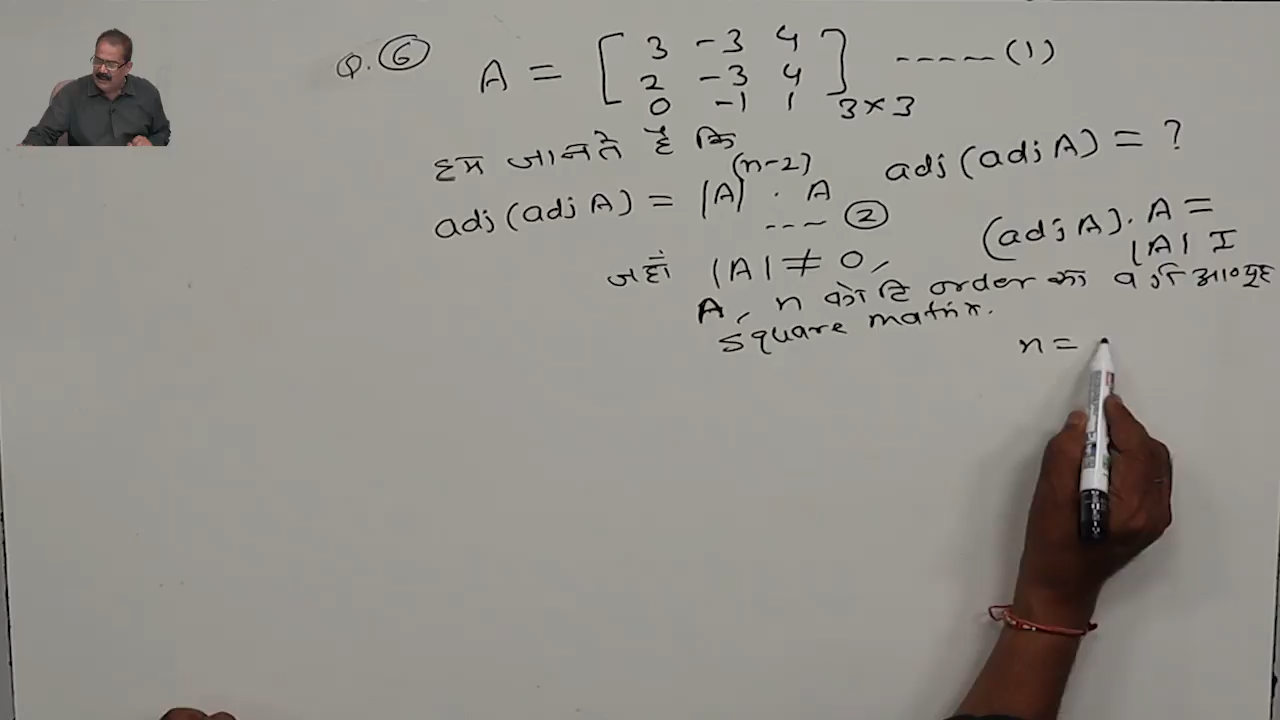 Q. ⑥ A = [ 3 -3 4 ] -----(1)
2 -3 4
0 -1 1 3×3
हम जानते है कि
adj (adj A) = ?
adj (adj A) = |A|^(n-2) . A
--- ②
(adj A). A =
|A| I
जहाँ |A| ≠ 0,
A, n कोटि order का वर्ग आव्यूह
square matrix.
n =